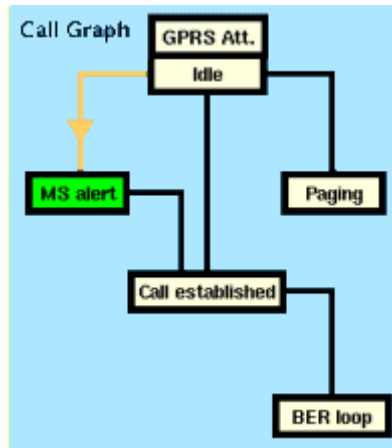 Call Graph
GPRS Att.
Idle
MS alert
Paging
Call established
BER loop